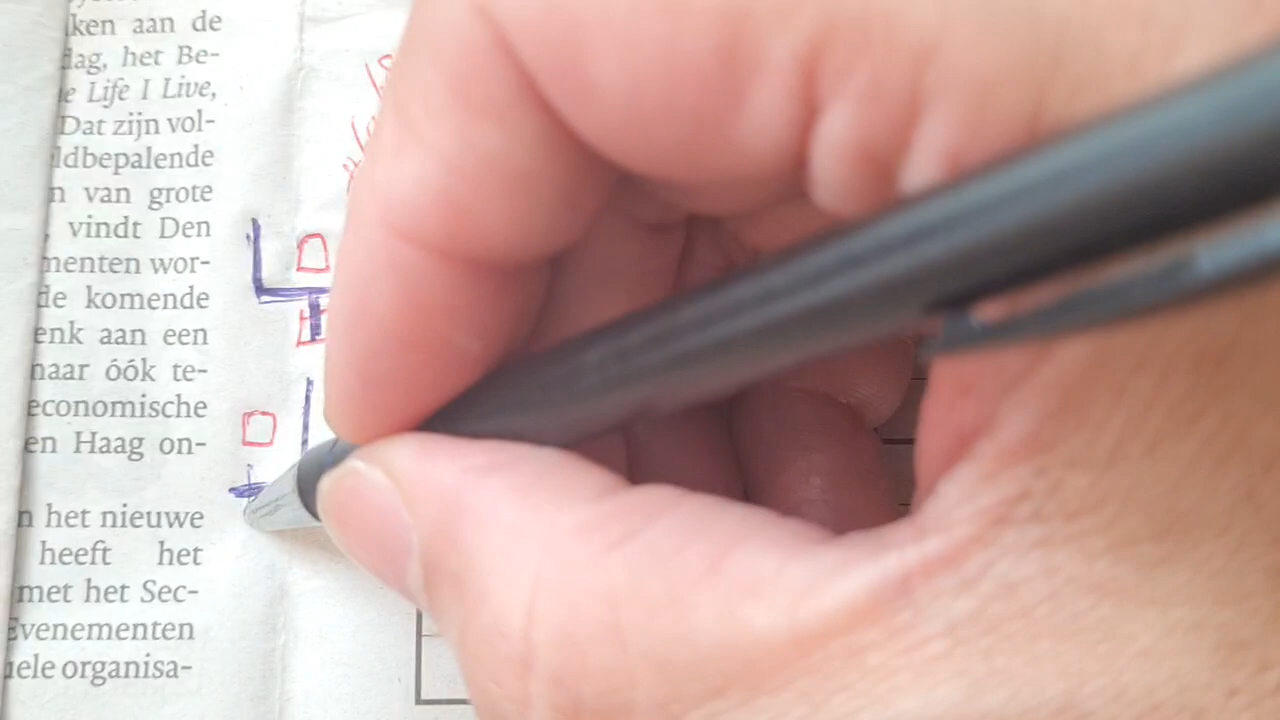 ken aan de
dag, het Be-
e Life I Live,
Dat zijn vol-
ldbepalende
n van grote
, vindt Den
menten wor-
de komende
enk aan een
naar óók te-
economische
en Haag on-
n het nieuwe
heeft het
met het Sec-
Evenementen
uele organisa-